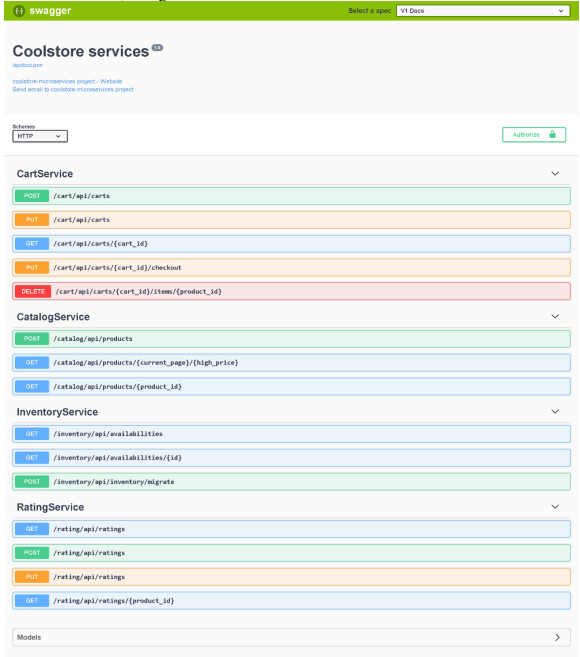 swagger
Select a spec V1 Docs
Coolstore services 1.0
/apidocs.json
coolstore-microservices project - Website
Send email to coolstore-microservices project
Schemes
HTTP
Authorize
CartService
POST /cart/api/carts
PUT /cart/api/carts
GET /cart/api/carts/{cart_id}
PUT /cart/api/carts/{cart_id}/checkout
DELETE /cart/api/carts/{cart_id}/items/{product_id}
CatalogService
POST /catalog/api/products
GET /catalog/api/products/{current_page}/{high_price}
GET /catalog/api/products/{product_id}
InventoryService
GET /inventory/api/availabilities
GET /inventory/api/availabilities/{id}
POST /inventory/api/inventory/migrate
RatingService
GET /rating/api/ratings
POST /rating/api/ratings
PUT /rating/api/ratings
GET /rating/api/ratings/{product_id}
Models